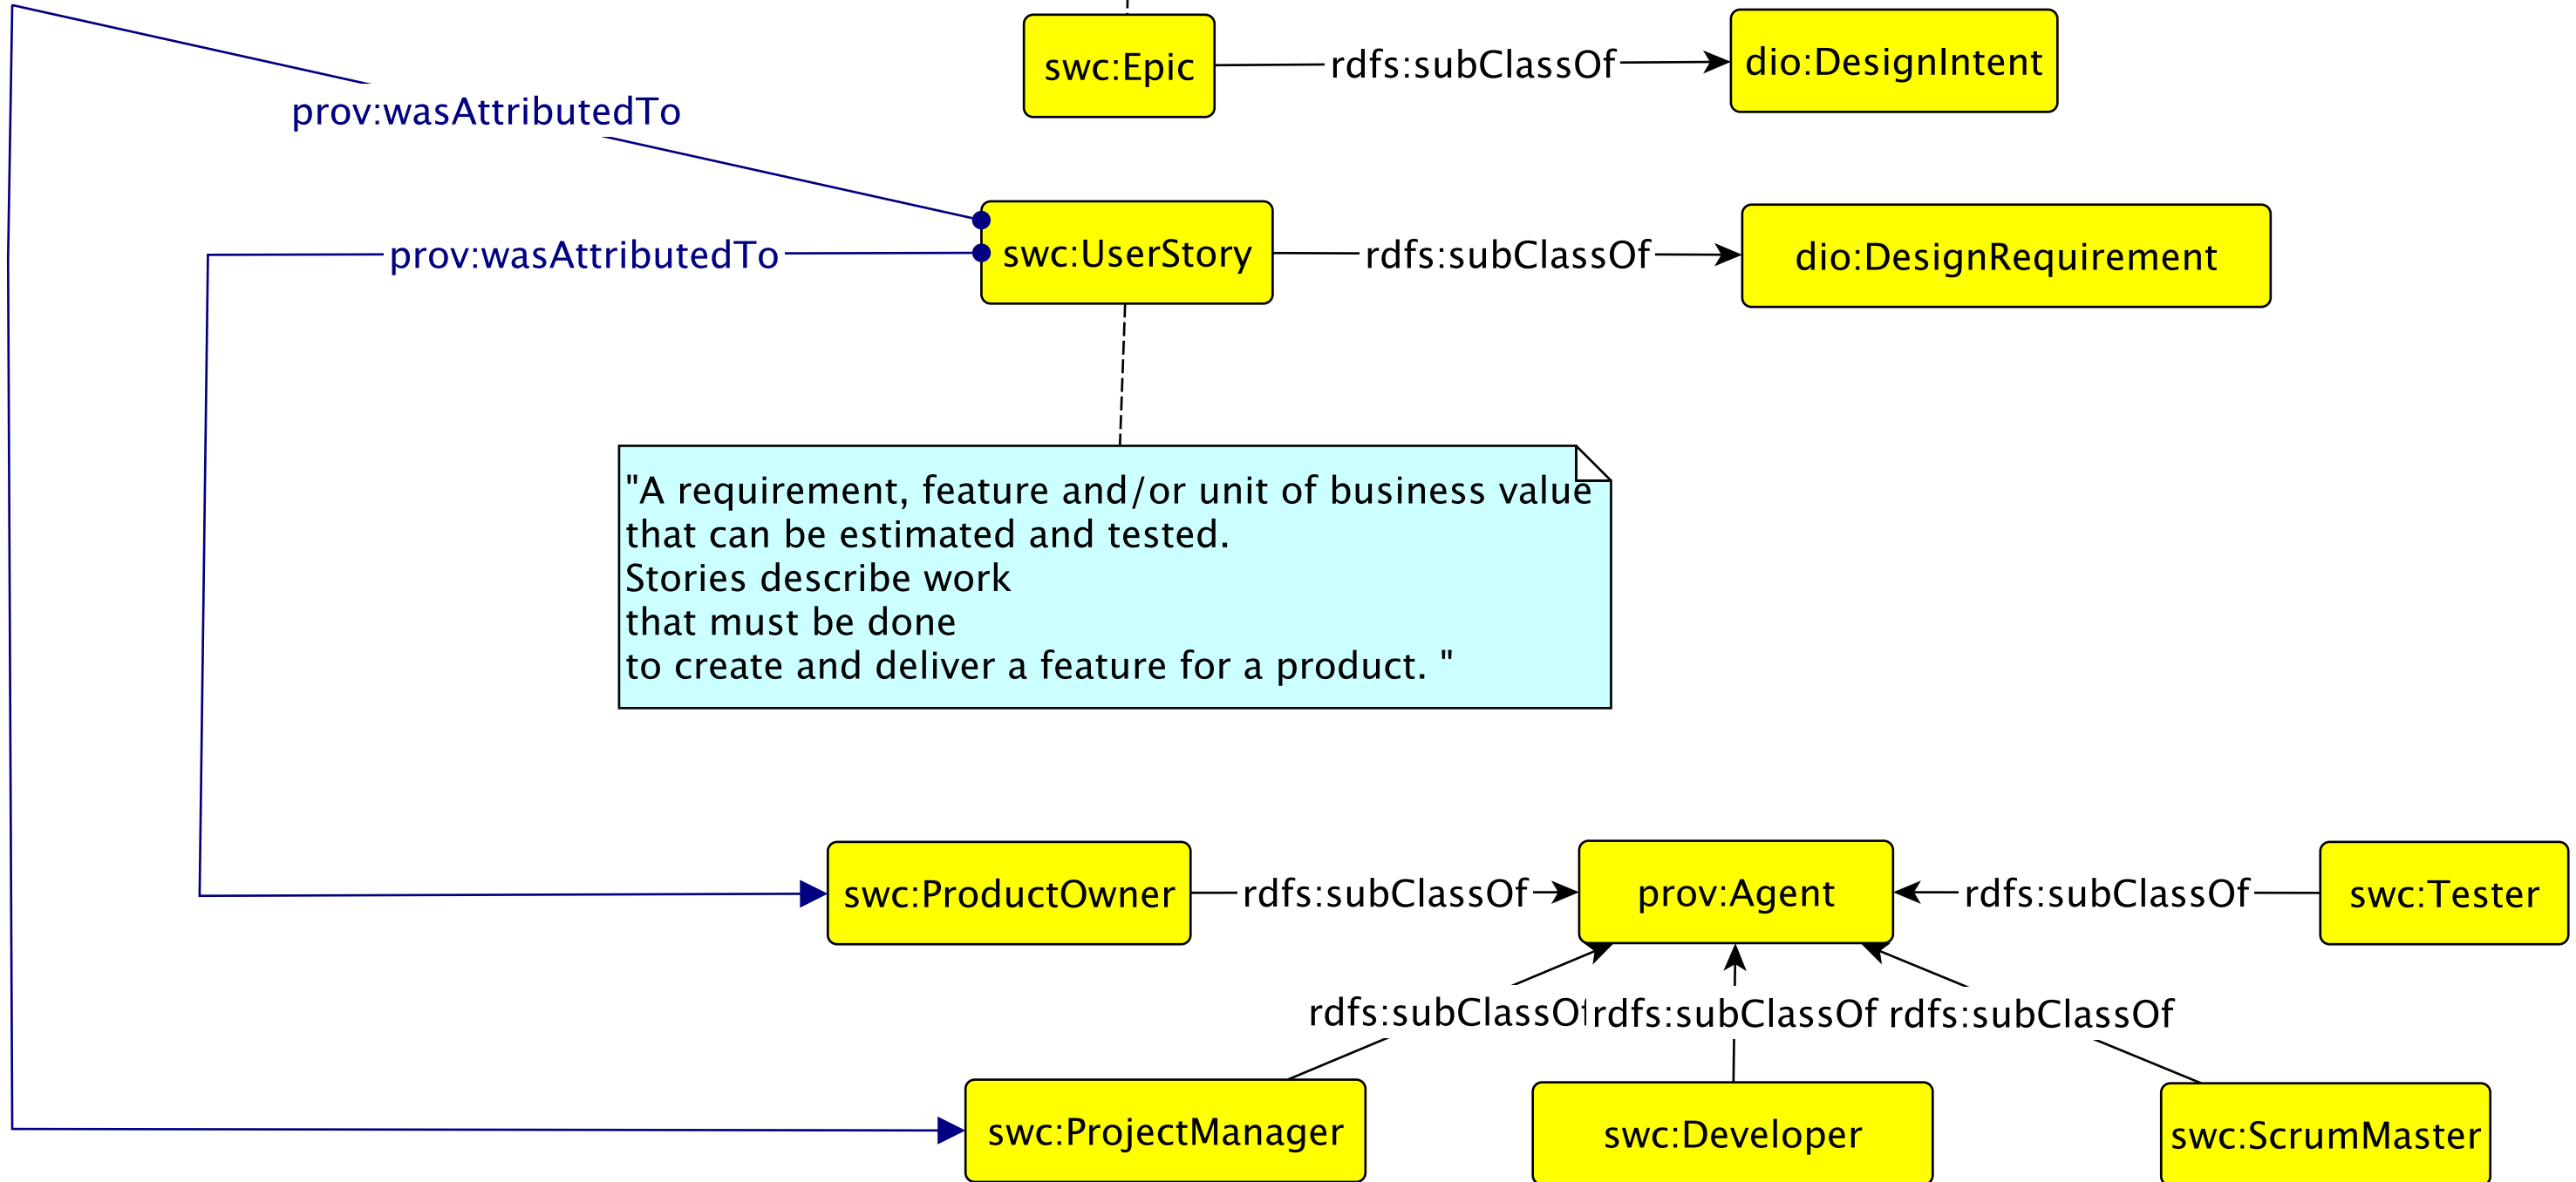 swc:Epic
rdfs:subClassOf
dio:DesignIntent
prov:wasAttributedTo
prov:wasAttributedTo
swc:UserStory
rdfs:subClassOf
dio:DesignRequirement
"A requirement, feature and/or unit of business value
that can be estimated and tested.
Stories describe work
that must be done
to create and deliver a feature for a product. "
swc:ProductOwner
rdfs:subClassOf
prov:Agent
rdfs:subClassOf
swc:Tester
rdfs:subClassOf
rdfs:subClassOf
rdfs:subClassOf
swc:ProjectManager
swc:Developer
swc:ScrumMaster